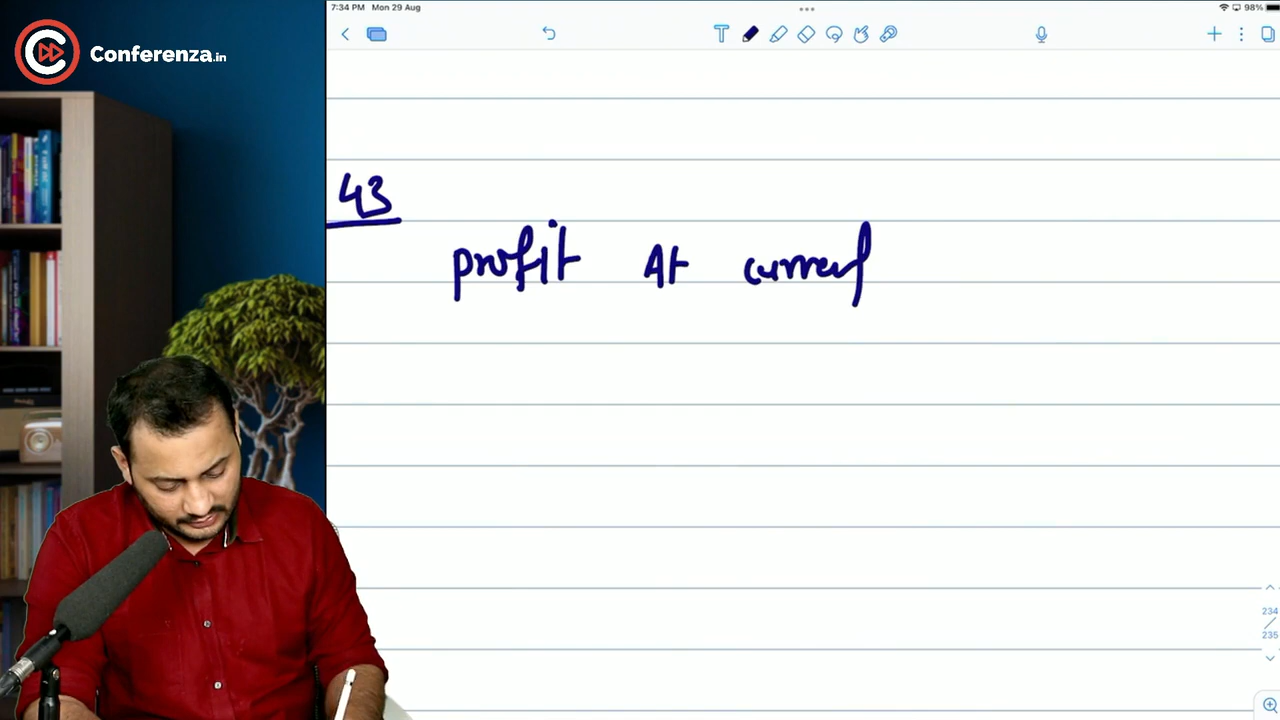 7:34 PM Mon 29 Aug
98%
Conferenza.in
43
profit At current
234
235